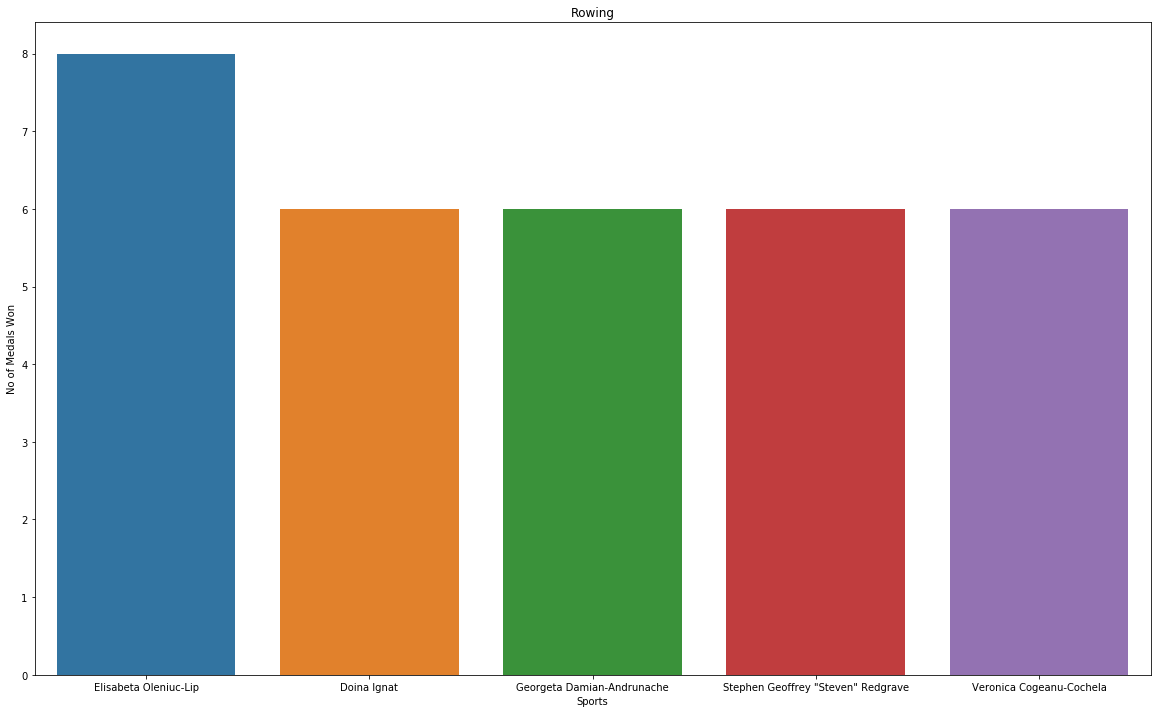 Rowing
No of Medals Won
8
7
6
5
4
3
2
1
0
Elisabeta Oleniuc-Lip
Doina Ignat
Georgeta Damian-Andrunache
Stephen Geoffrey "Steven" Redgrave
Veronica Cogeanu-Cochela
Sports